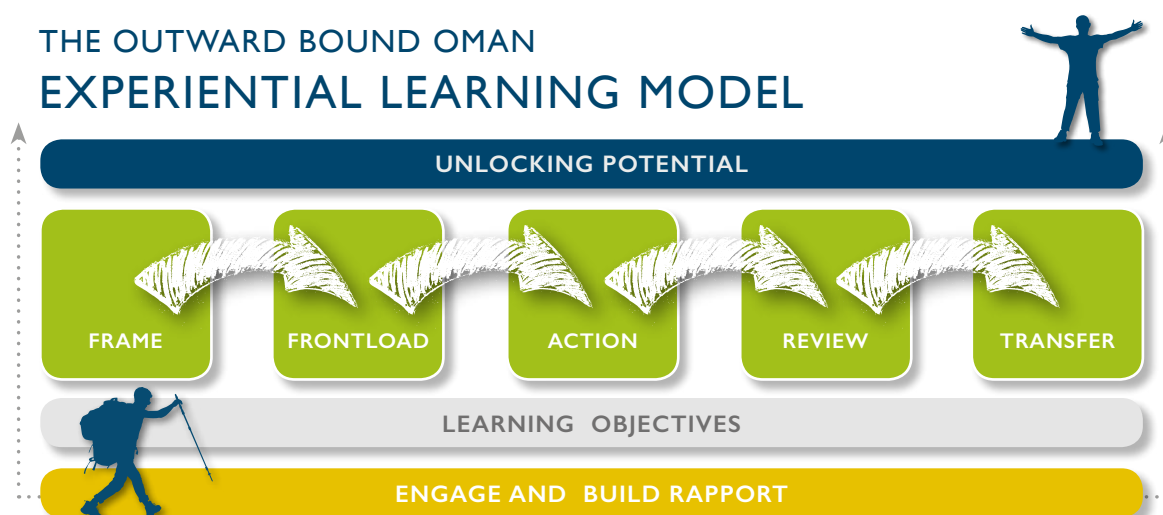 THE OUTWARD BOUND OMAN
EXPERIENTIAL LEARNING MODEL
UNLOCKING POTENTIAL
FRAME
FRONTLOAD
ACTION
REVIEW
TRANSFER
LEARNING OBJECTIVES
ENGAGE AND BUILD RAPPORT